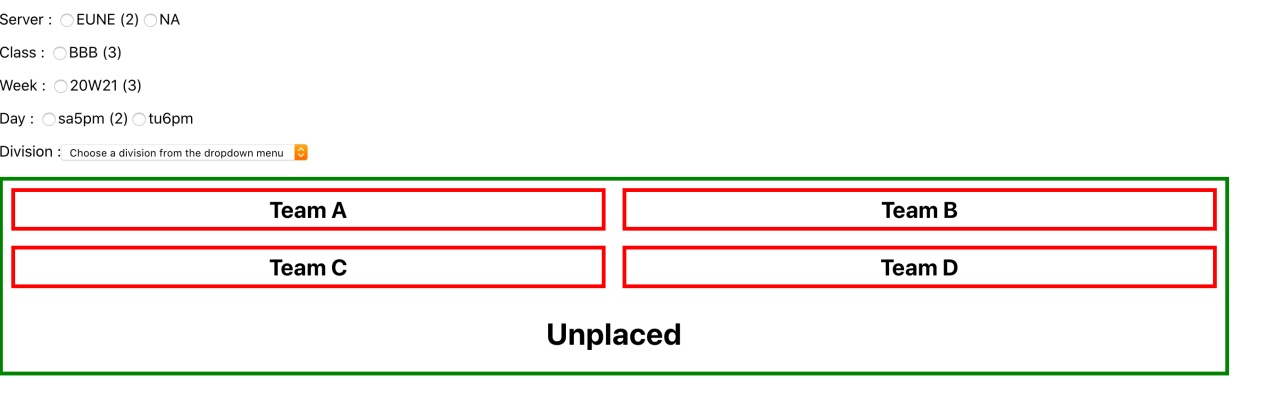 Server : EUNE (2) NA
Class : BBB (3)
Week : 20W21 (3)
Day : sa5pm (2) tu6pm
Division : Choose a division from the dropdown menu
Team A Team B
Team C Team D
Unplaced